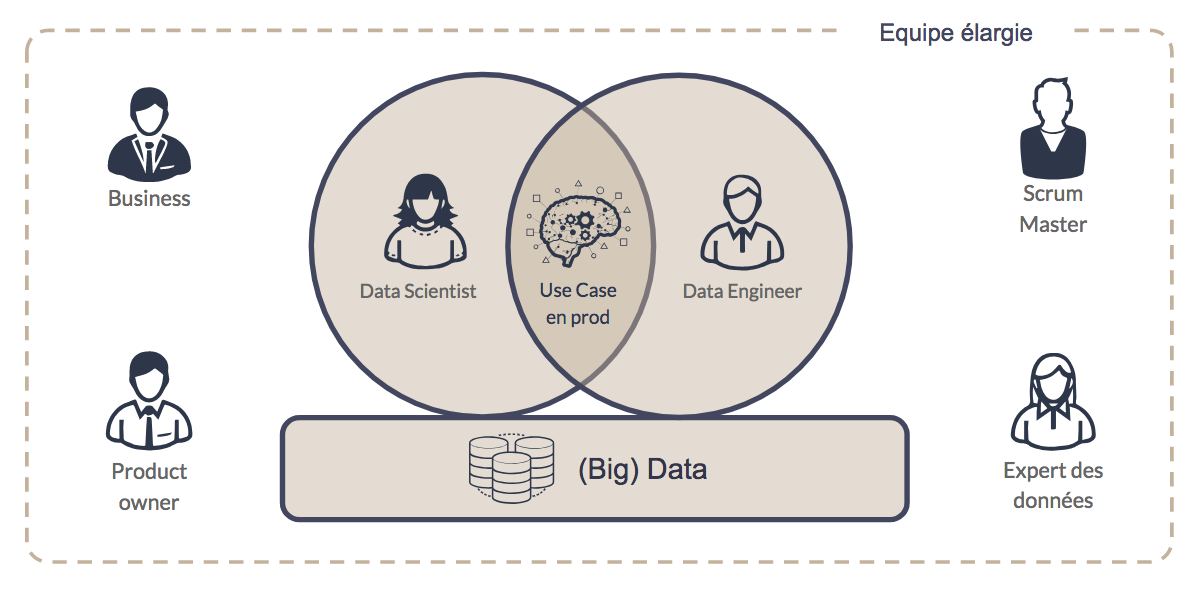 Equipe élargie
Business
Scrum
Master
Data Scientist
Use Case
en prod
Data Engineer
Product
owner
(Big) Data
Expert des
données